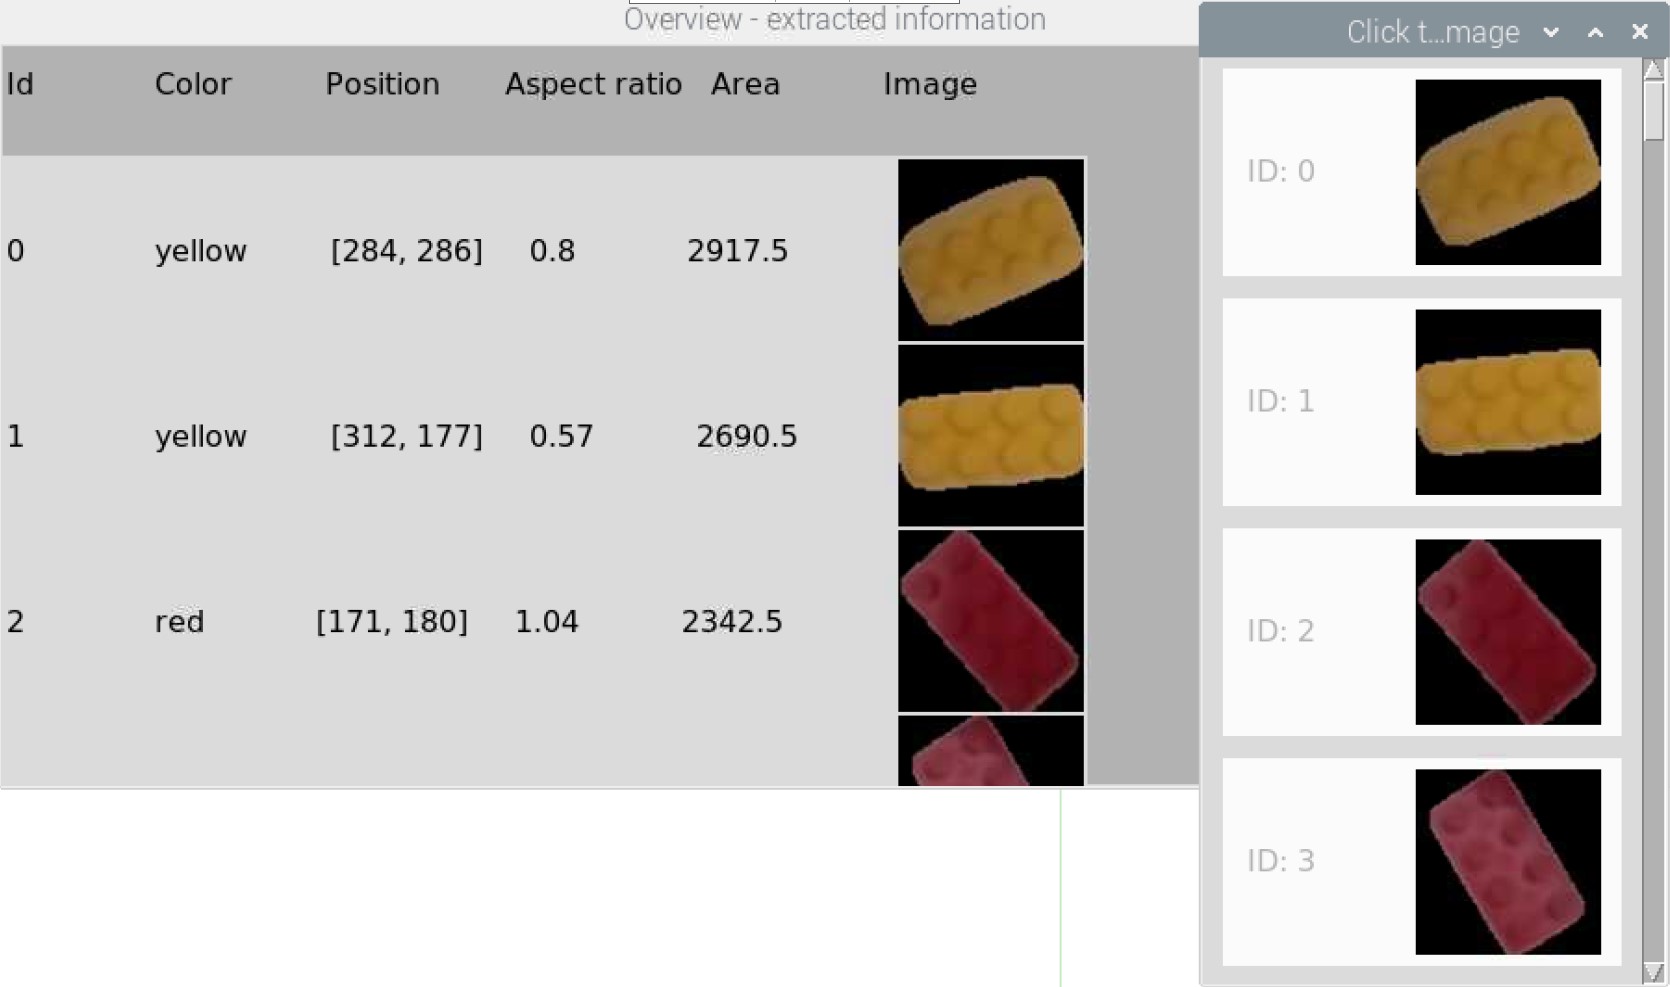 Overview - extracted information
Id Color Position Aspect ratio Area Image
0 yellow [284, 286] 0.8 2917.5
1 yellow [312, 177] 0.57 2690.5
2 red [171, 180] 1.04 2342.5
Click t...mage
ID: 0
ID: 1
ID: 2
ID: 3